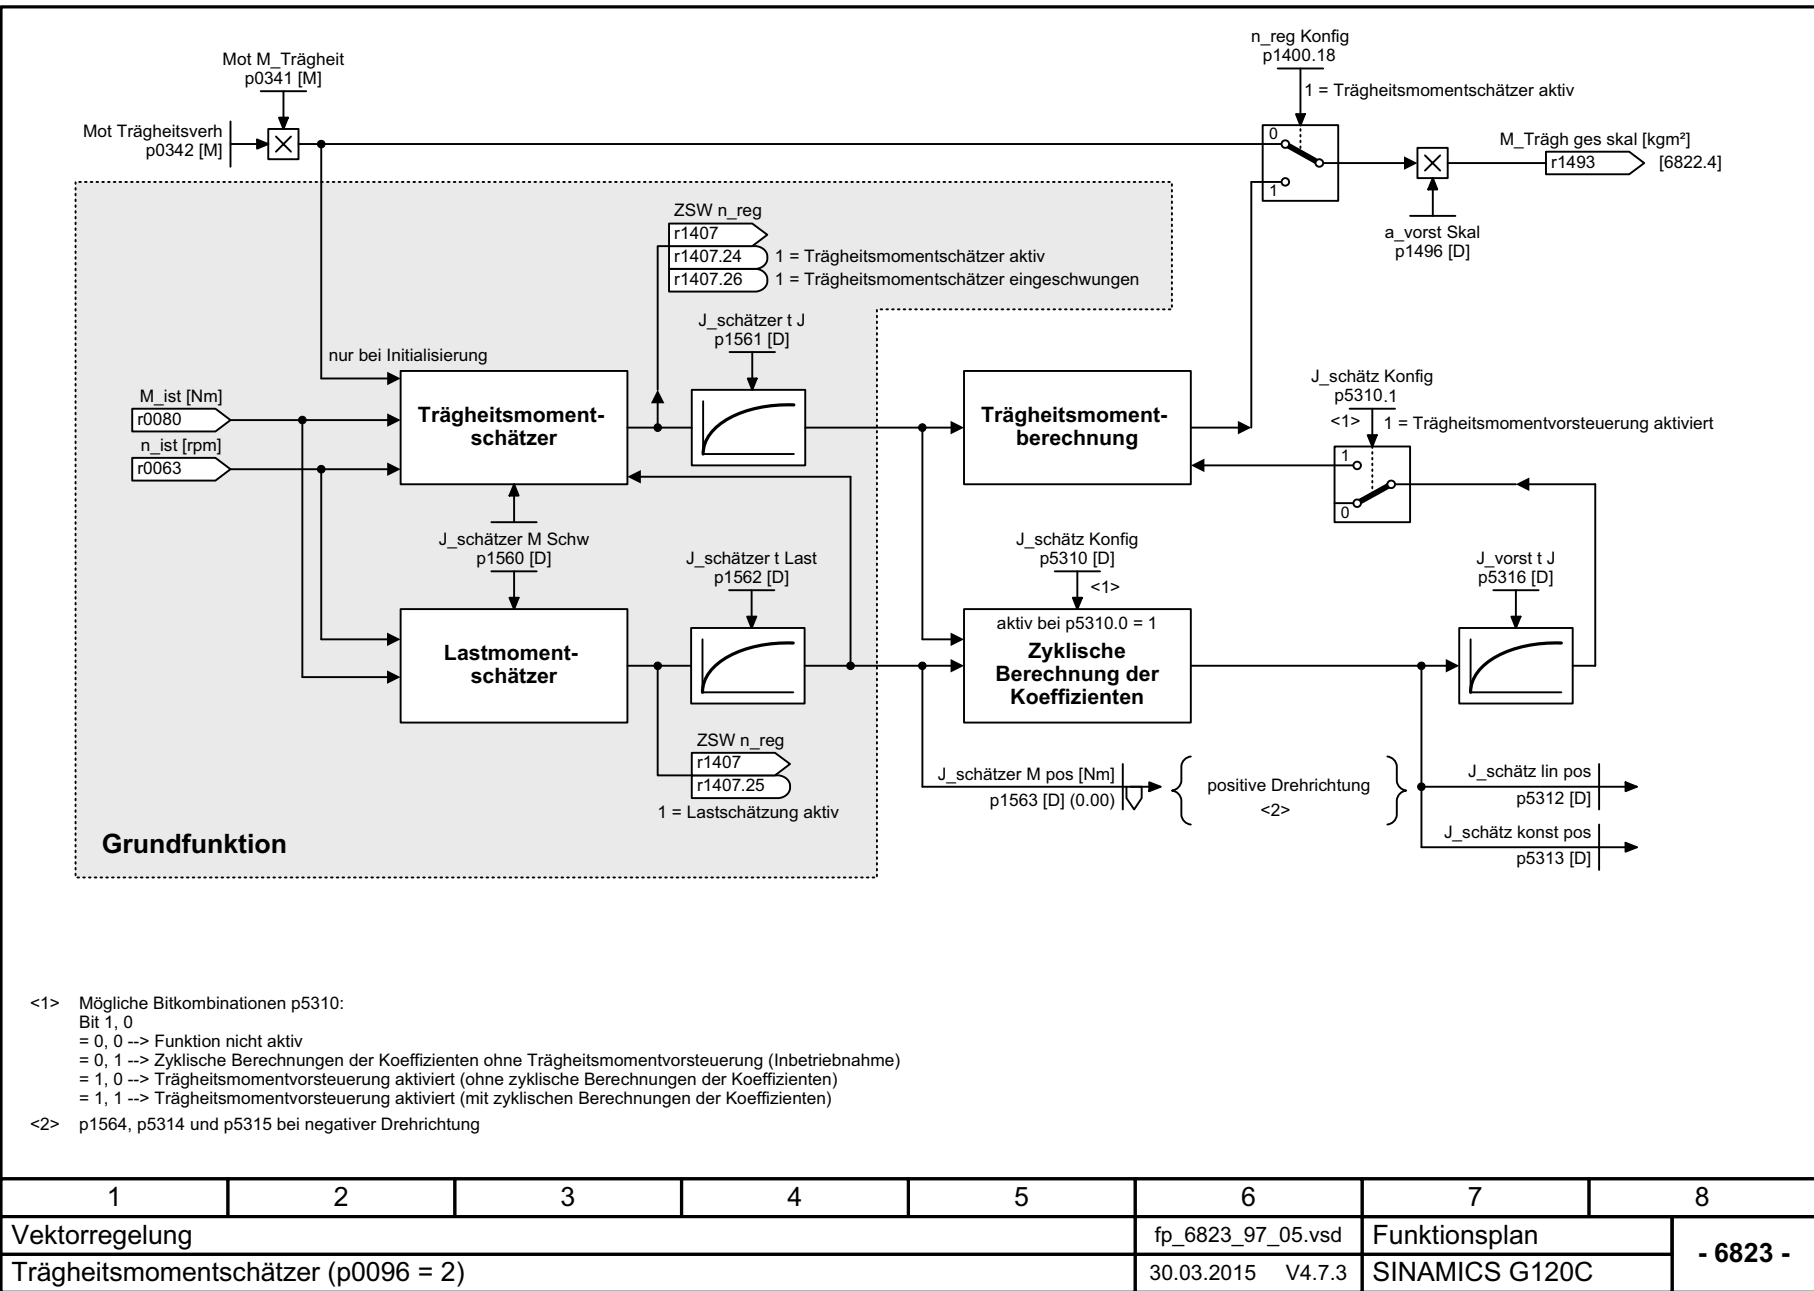 n_reg Konfig
p1400.18
1 = Trägheitsmomentschätzer aktiv
Mot M_Trägheit
p0341 [M]
Mot Trägheitsverh
p0342 [M]
0
1
M_Trägh ges skal [kgm²]
r1493
[6822.4]
a_vorst Skal
p1496 [D]
ZSW n_reg
r1407
r1407.24
1 = Trägheitsmomentschätzer aktiv
r1407.26
1 = Trägheitsmomentschätzer eingeschwungen
J_schätzer t J
p1561 [D]
nur bei Initialisierung
M_ist [Nm]
r0080
n_ist [rpm]
r0063
Trägheitsmoment-
schätzer
Trägheitsmoment-
berechnung
J_schätz Konfig
p5310.1
<1>
1 = Trägheitsmomentvorsteuerung aktiviert
1
0
J_schätzer M Schw
p1560 [D]
J_schätzer t Last
p1562 [D]
J_schätz Konfig
p5310 [D]
<1>
J_vorst t J
p5316 [D]
Lastmoment-
schätzer
aktiv bei p5310.0 = 1
Zyklische
Berechnung der
Koeffizienten
ZSW n_reg
r1407
r1407.25
1 = Lastschätzung aktiv
J_schätzer M pos [Nm]
p1563 [D] (0.00)
positive Drehrichtung
<2>
J_schätz lin pos
p5312 [D]
J_schätz konst pos
p5313 [D]
Grundfunktion
<1> Mögliche Bitkombinationen p5310:
Bit 1, 0
= 0, 0 --> Funktion nicht aktiv
= 0, 1 --> Zyklische Berechnungen der Koeffizienten ohne Trägheitsmomentvorsteuerung (Inbetriebnahme)
= 1, 0 --> Trägheitsmomentvorsteuerung aktiviert (ohne zyklische Berechnungen der Koeffizienten)
= 1, 1 --> Trägheitsmomentvorsteuerung aktiviert (mit zyklischen Berechnungen der Koeffizienten)
<2> p1564, p5314 und p5315 bei negativer Drehrichtung
1 2 3 4 5 6 7 8
Vektorregelung
fp_6823_97_05.vsd
Funktionsplan
- 6823 -
Trägheitsmomentschätzer (p0096 = 2)
30.03.2015 V4.7.3
SINAMICS G120C